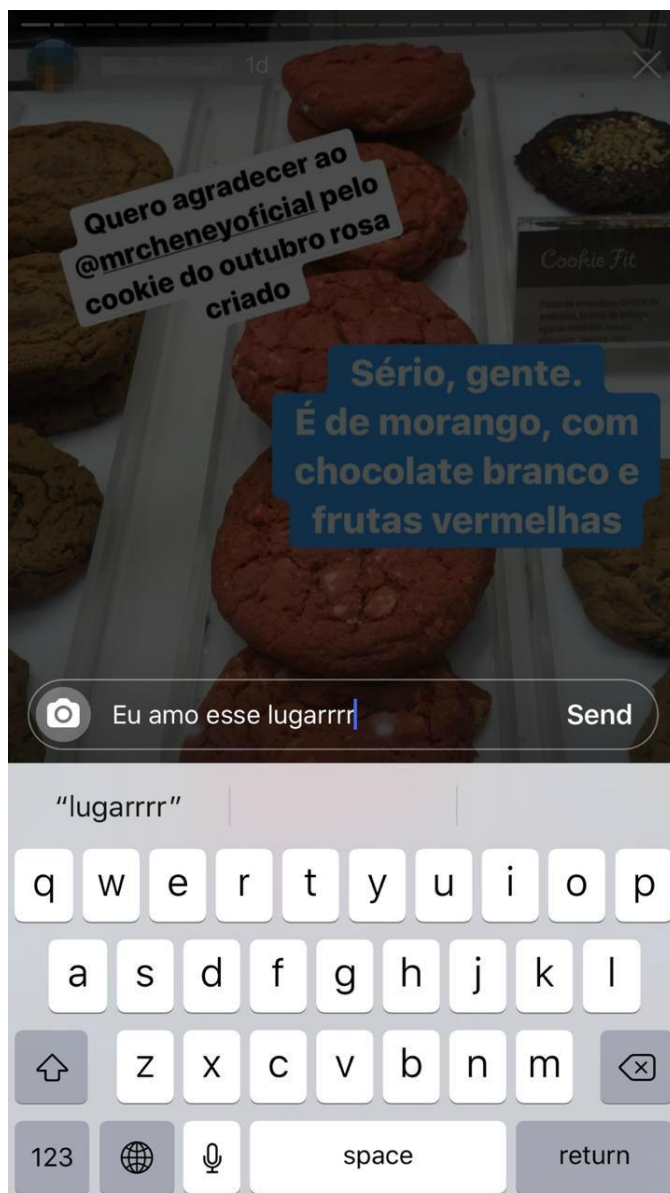 1d
Quero agradecer ao
@mrcheneyoficial pelo
cookie do outubro rosa
criado
Cookie Fit
Sério, gente.
É de morango, com
chocolate branco e
frutas vermelhas
Eu amo esse lugarrrr
Send
“lugarrrr”
q w e r t y u i o p
a s d f g h j k l
z x c v b n m
123 space return